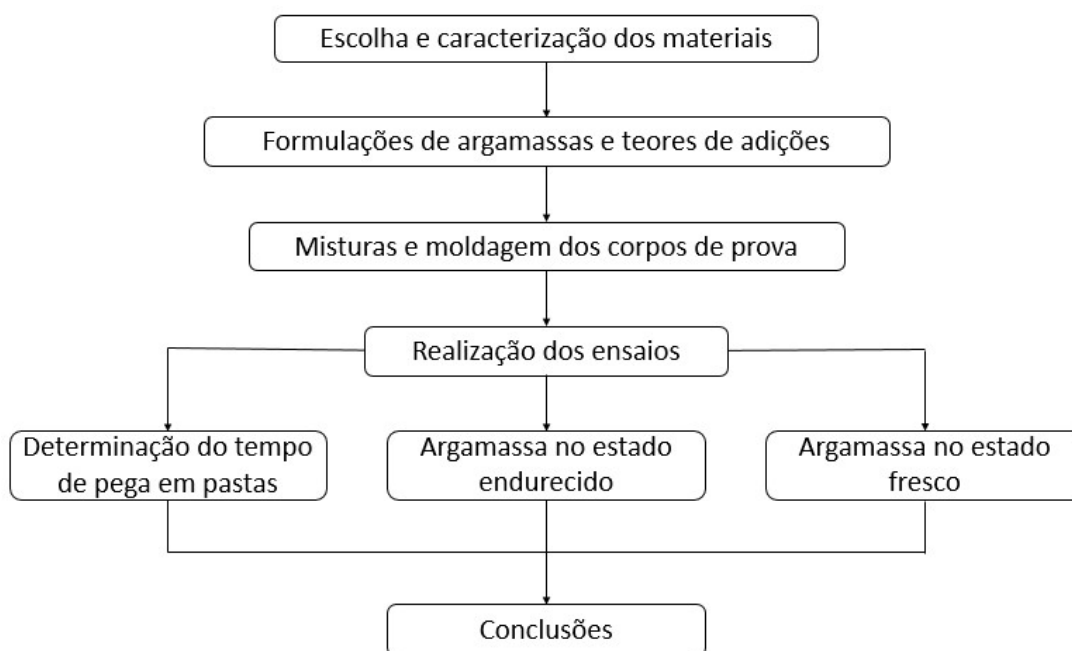 Escolha e caracterização dos materiais
Formulações de argamassas e teores de adições
Misturas e moldagem dos corpos de prova
Realização dos ensaios
Determinação do tempo
de pega em pastas
Argamassa no estado
endurecido
Argamassa no estado
fresco
Conclusões